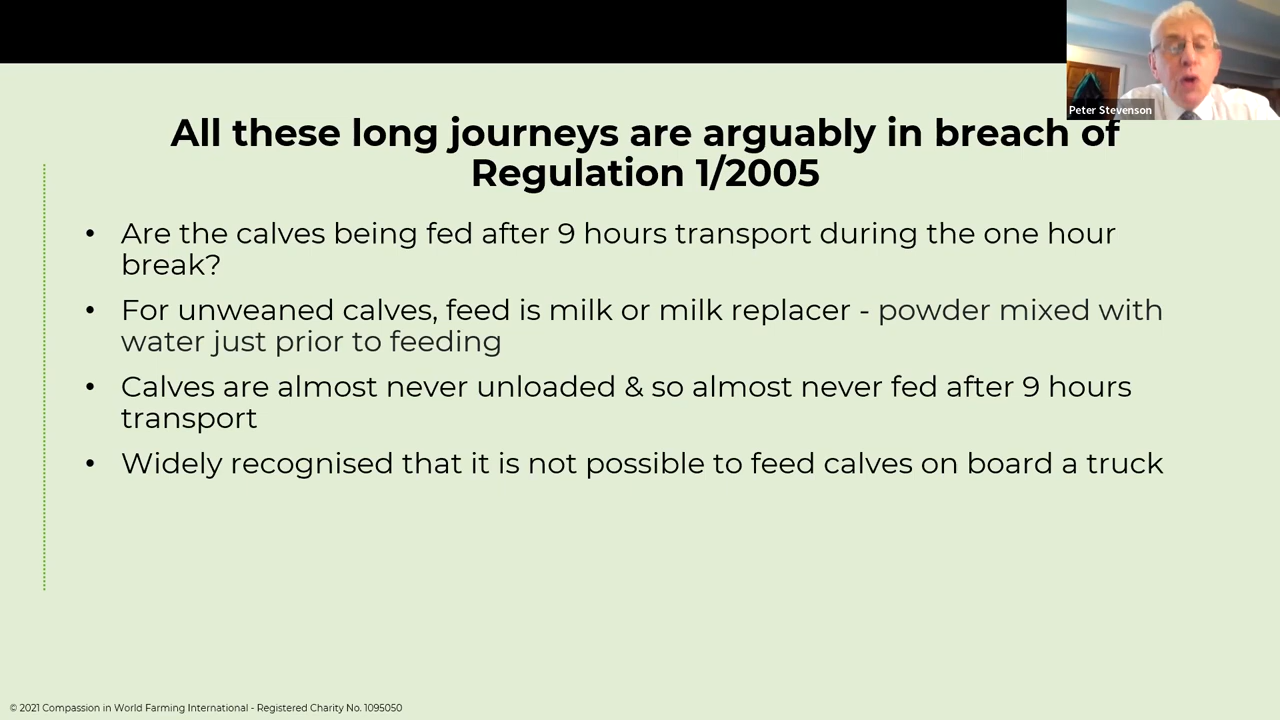 Peter Stevenson
All these long journeys are arguably in breach of
Regulation 1/2005
• Are the calves being fed after 9 hours transport during the one hour
break?
• For unweaned calves, feed is milk or milk replacer - powder mixed with
water just prior to feeding
• Calves are almost never unloaded & so almost never fed after 9 hours
transport
• Widely recognised that it is not possible to feed calves on board a truck
© 2021 Compassion in World Farming International - Registered Charity No. 1095050